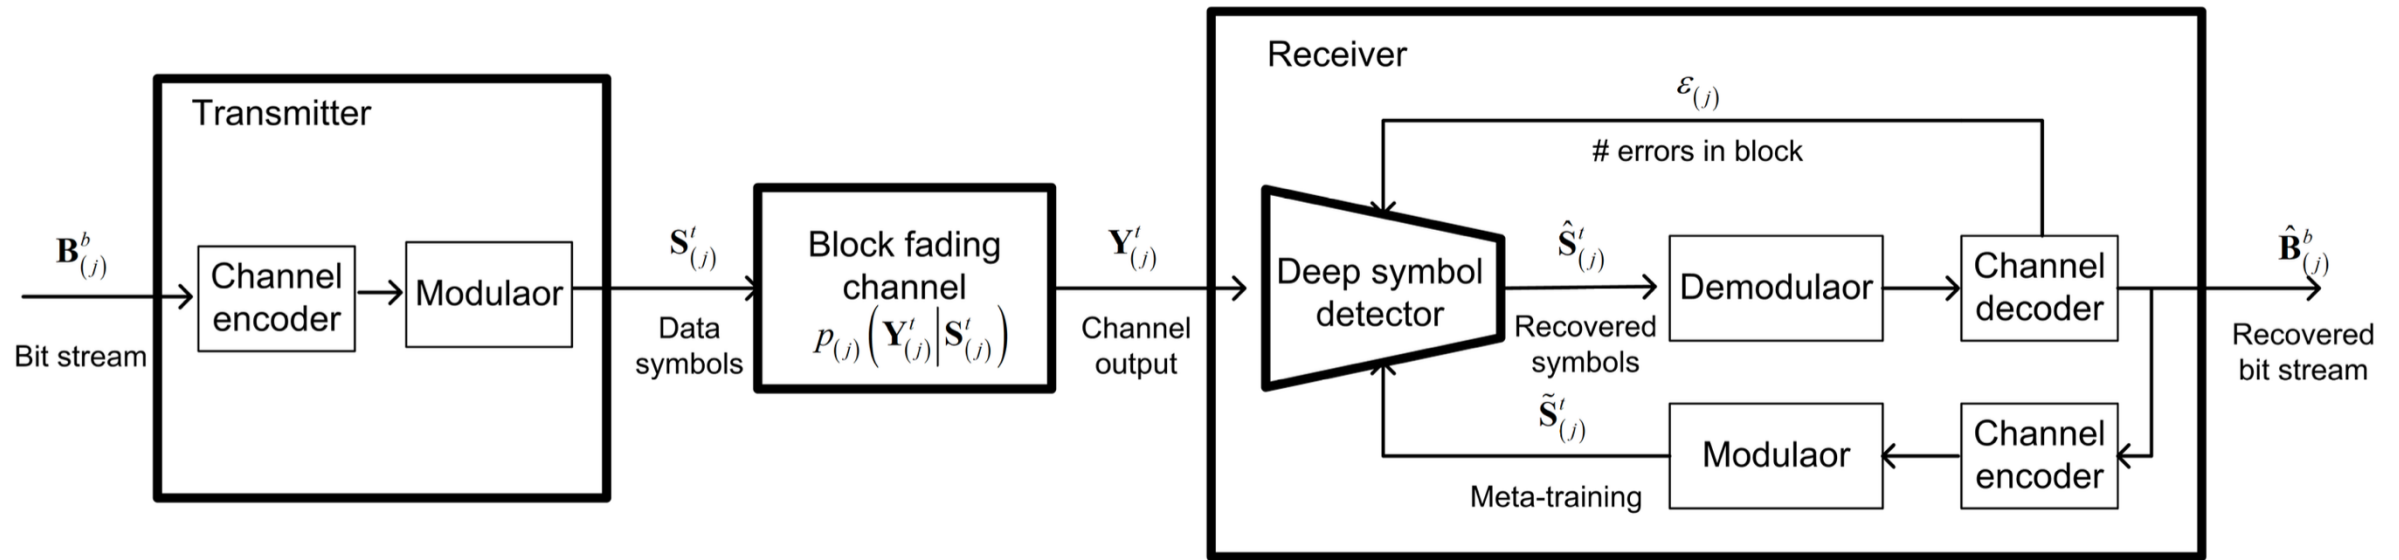 Transmitter
Receiver
ε(j)
# errors in block
B^b_(j)
Bit stream
Channel
encoder
Modulaor
S^t_(j)
Data
symbols
Block fading
channel
p_(j)(Y^t_(j)|S^t_(j))
Y^t_(j)
Channel
output
Deep symbol
detector
Ŝ^t_(j)
Recovered
symbols
Demodulaor
Channel
decoder
B̂^b_(j)
Recovered
bit stream
S̃^t_(j)
Meta-training
Modulaor
Channel
encoder